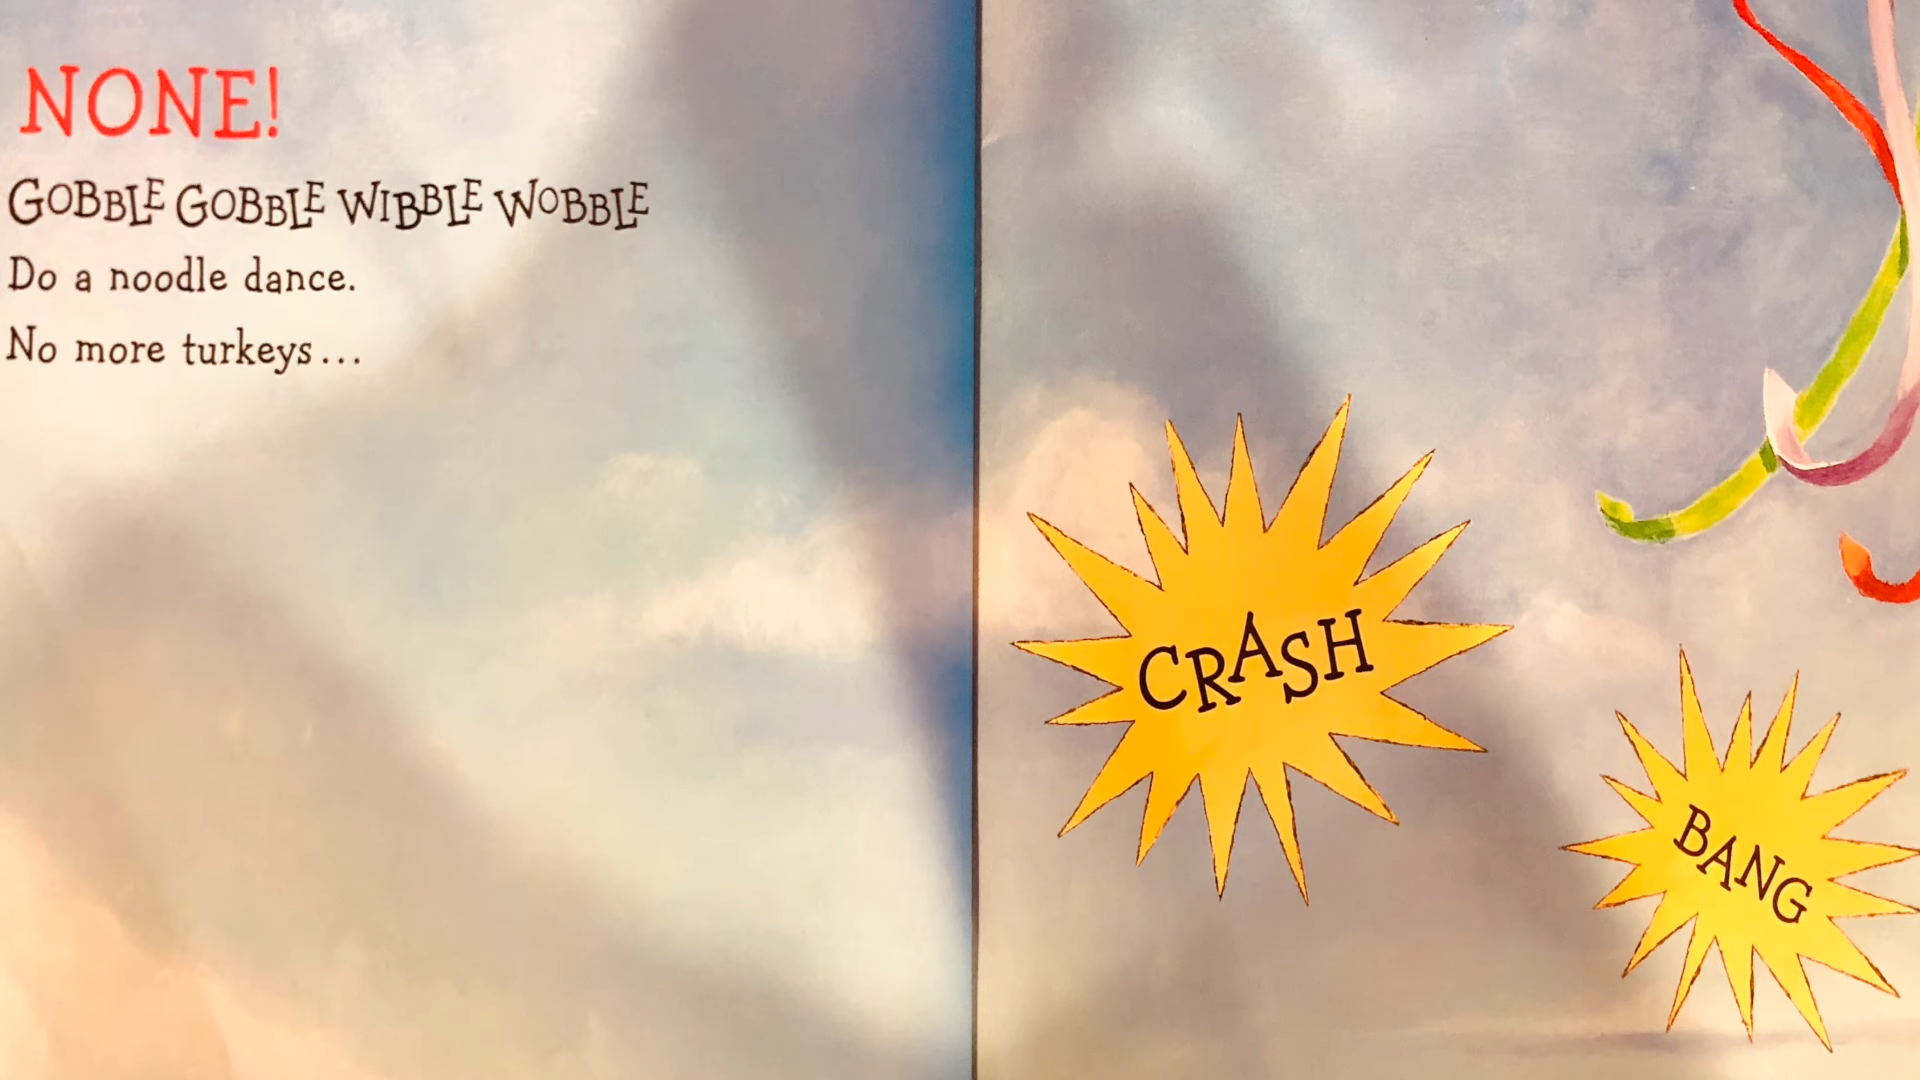 NONE!
GOBBLE GOBBLE WIBBLE WOBBLE
Do a noodle dance.
No more turkeys...
CRASH
BANG